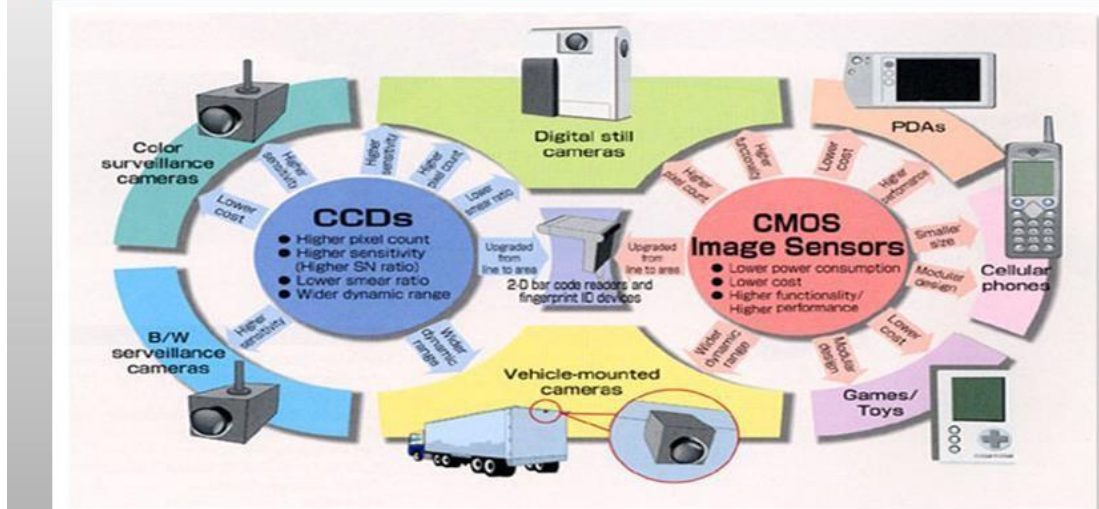 Color
surveillance
cameras
Lower
cost
Higher
sensitivity
Higher
sensitivity
Higher
pixel count
Lower
smear ratio
CCDs
● Higher pixel count
● Higher sensitivity
(Higher SN ratio)
● Lower smear ratio
● Wider dynamic range
B/W
serveillance
cameras
Higher
sensitivity
Wider
dynamic
range
Digital still
cameras
Upgraded
from
line to area
Upgraded
from
line to area
2-D bar code readers and
fingerprint ID devices
Vehicle-mounted
cameras
Higher
pixel count
Higher
functionality
Lower
cost
Higher
performance
CMOS
Image Sensors
● Lower power consumption
● Lower cost
● Higher functionality/
Higher performance
Smaller
size
Modular
design
Lower
cost
Modular
design
Wider
dynamic
range
PDAs
Cellular
phones
Games/
Toys